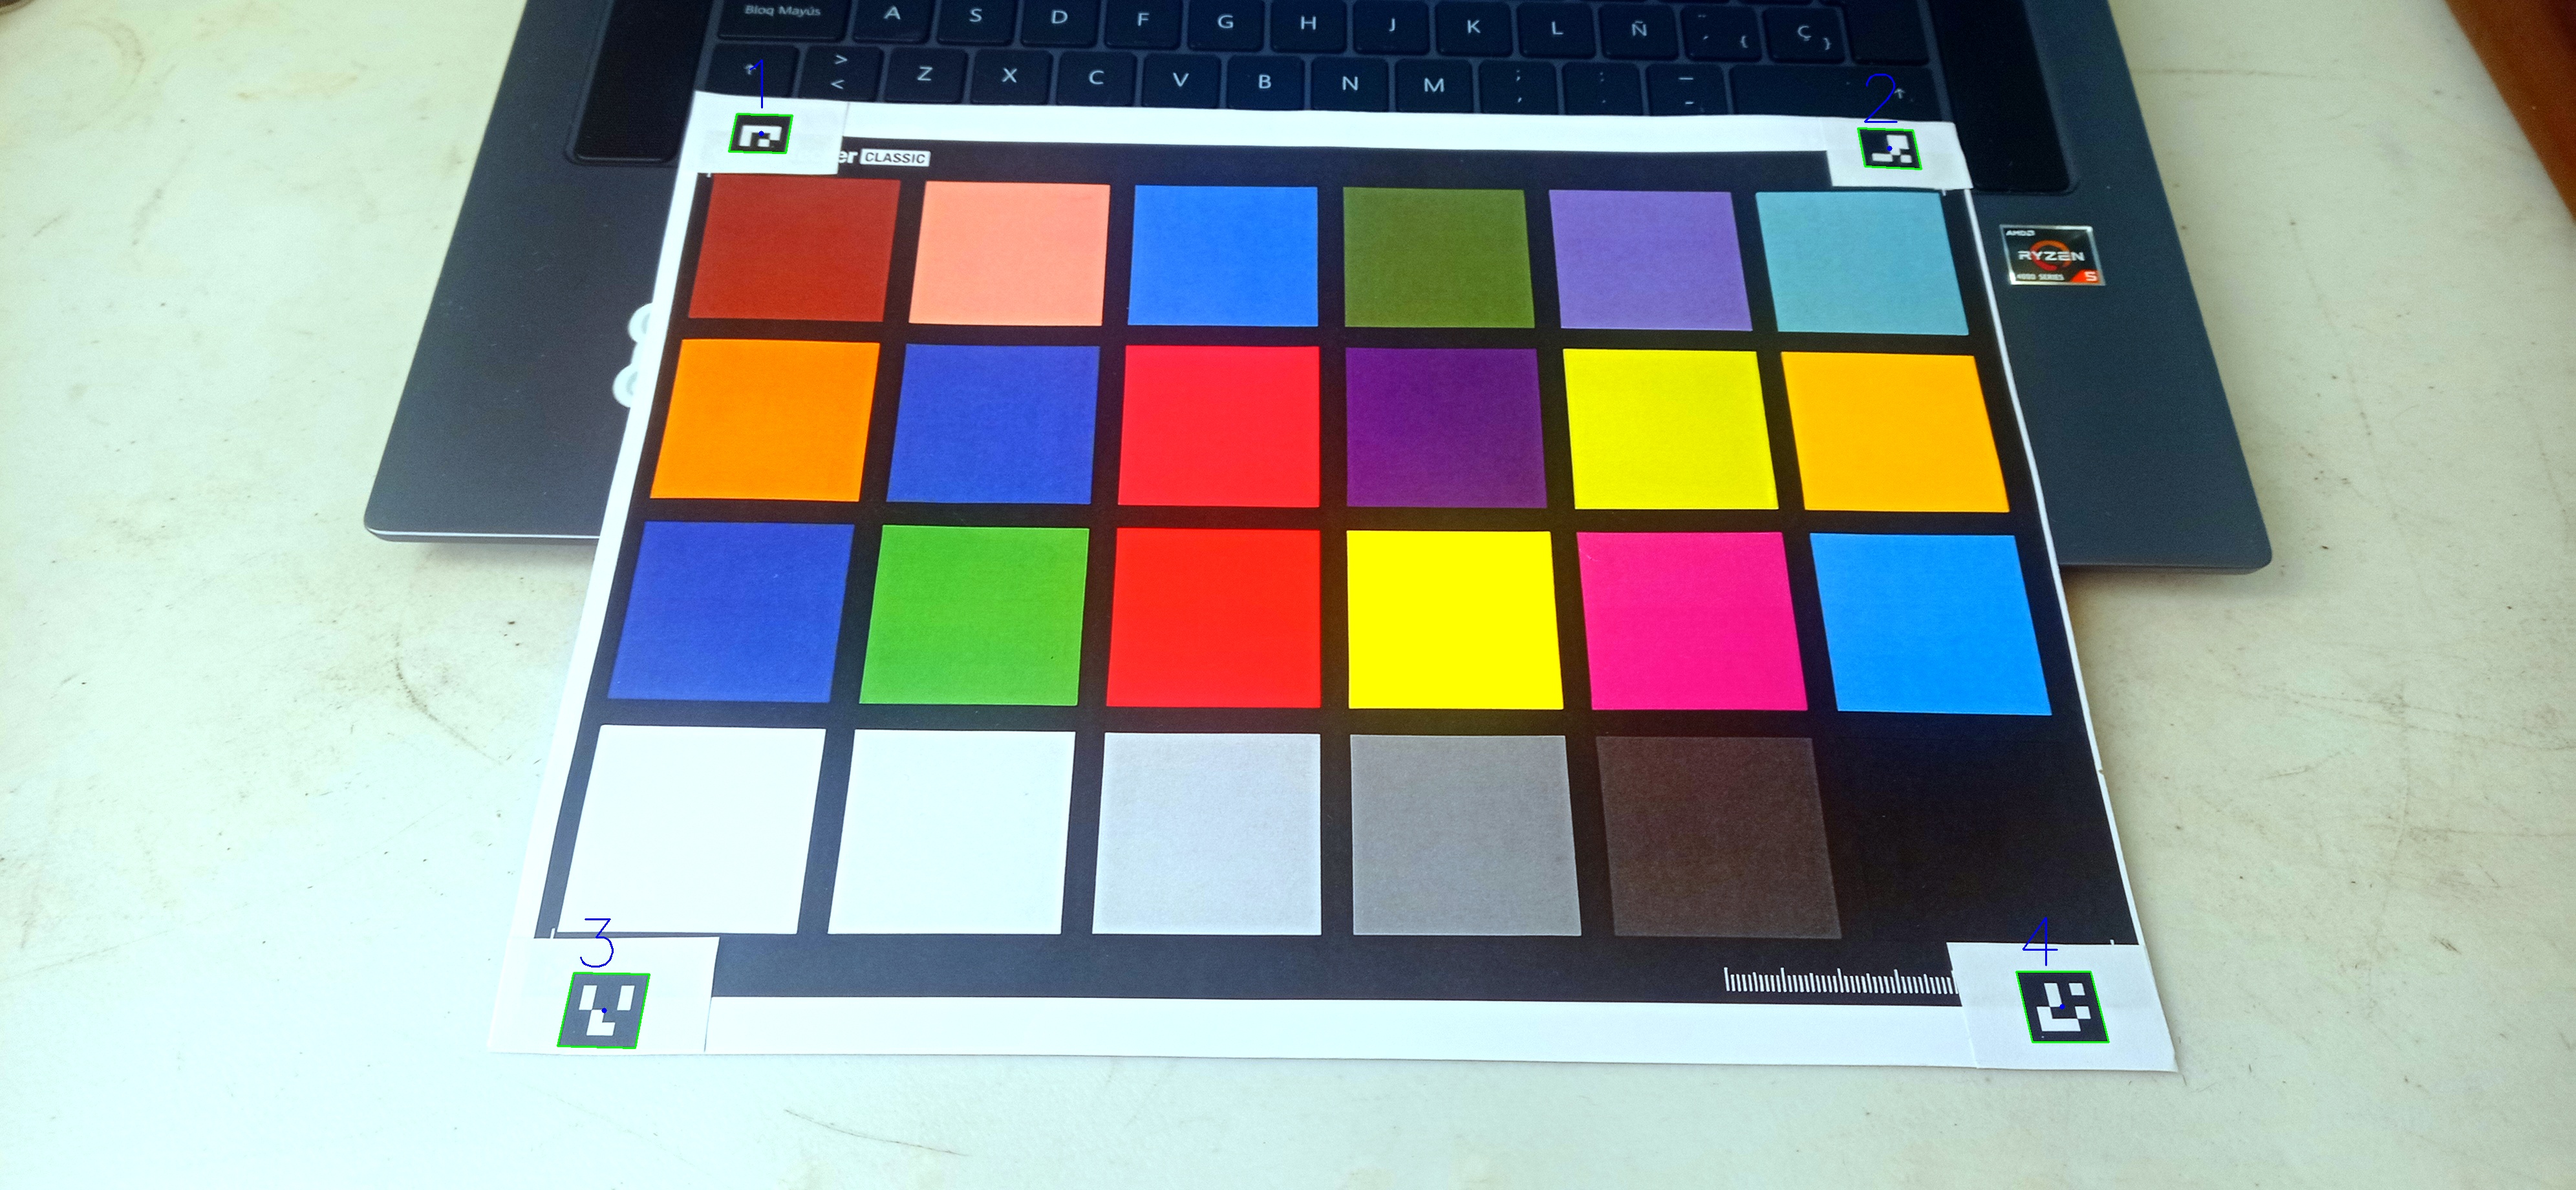 Bloq Mayús A S D F G H J K L Ñ ¨ ´ { Ç }
> < Z X C V B N M ; , : . _ -
1
2
er CLASSIC
AMD
RYZEN
4000 SERIES 5
3
4